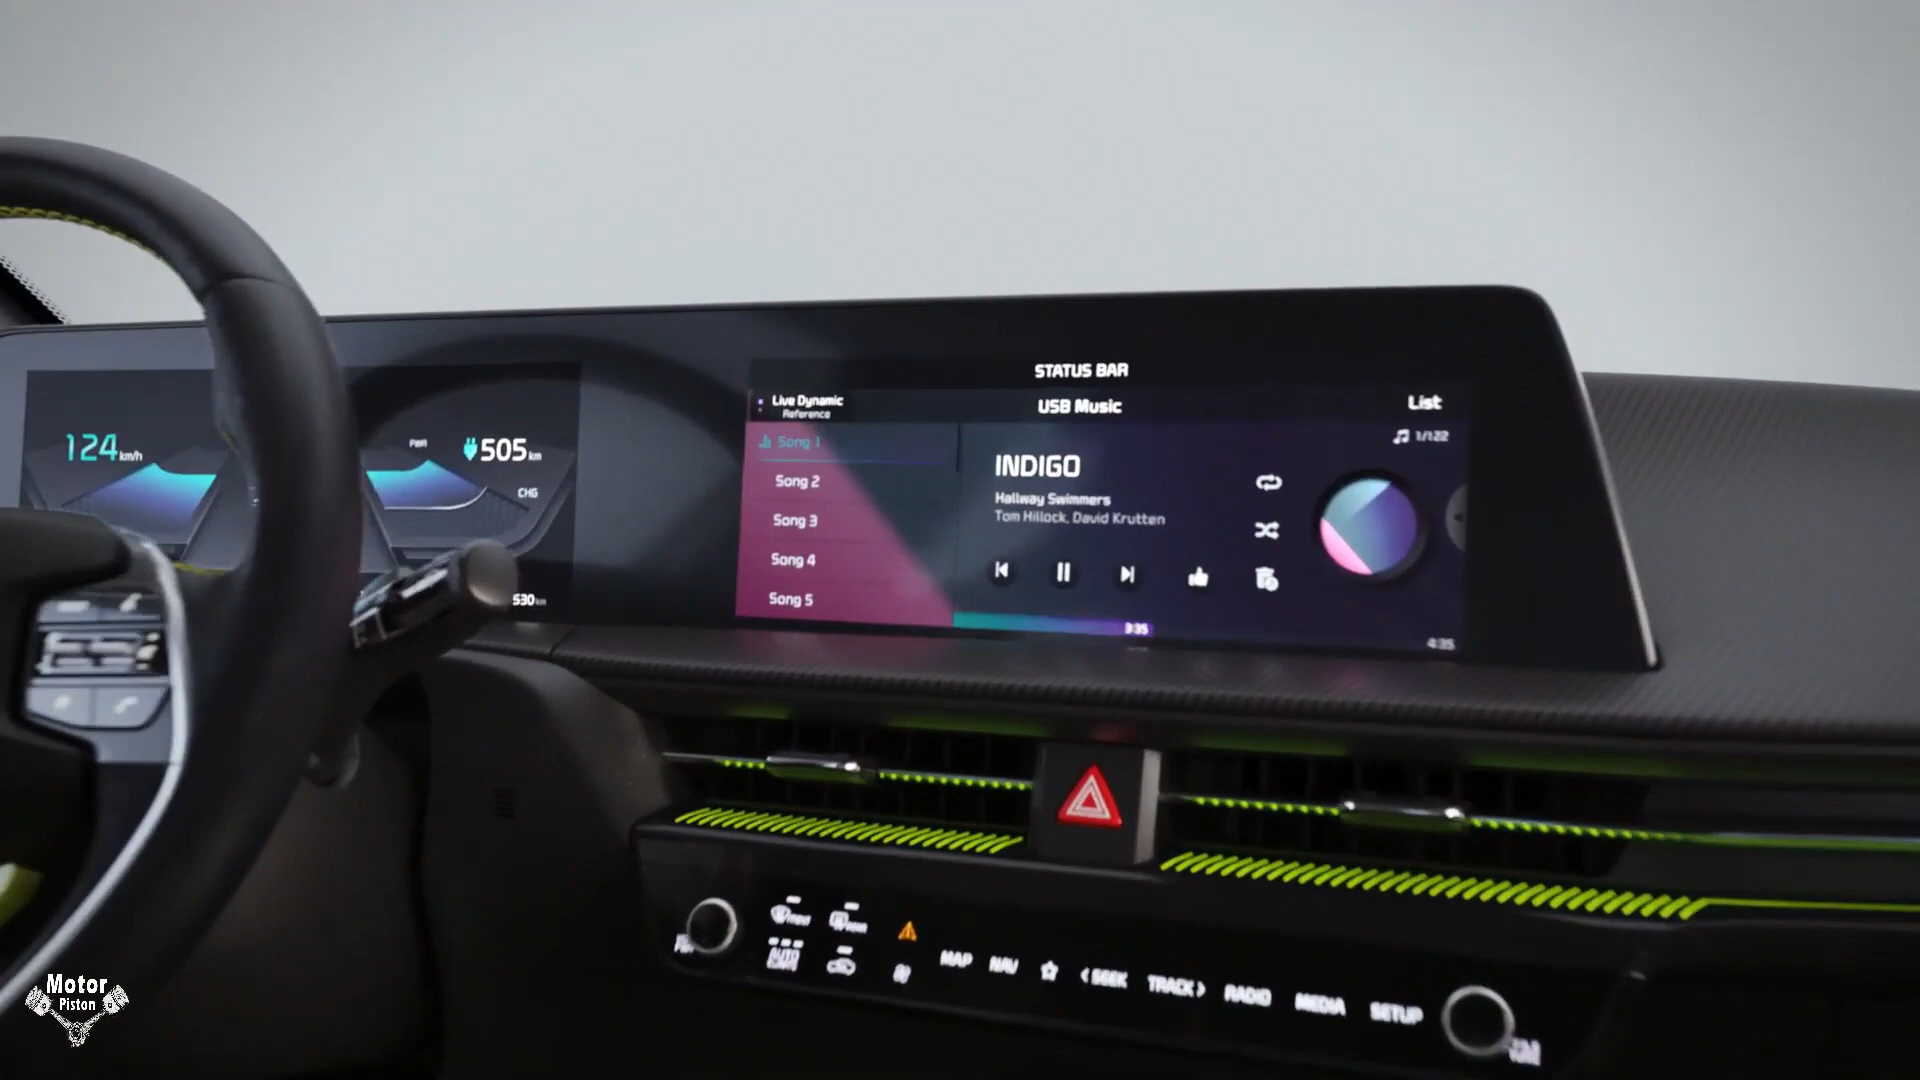 124 km/h
PWR
505 km
CHG
530 km
STATUS BAR
Live Dynamic
Reference
USB Music
List
Song 1
Song 2
Song 3
Song 4
Song 5
1/122
INDIGO
Hallway Swimmers
Tom Hillock, David Krutten
3:35
4:35
AUTO
MAP
NAV
< SEEK
TRACK >
RADIO
MEDIA
SETUP
Motor
Piston